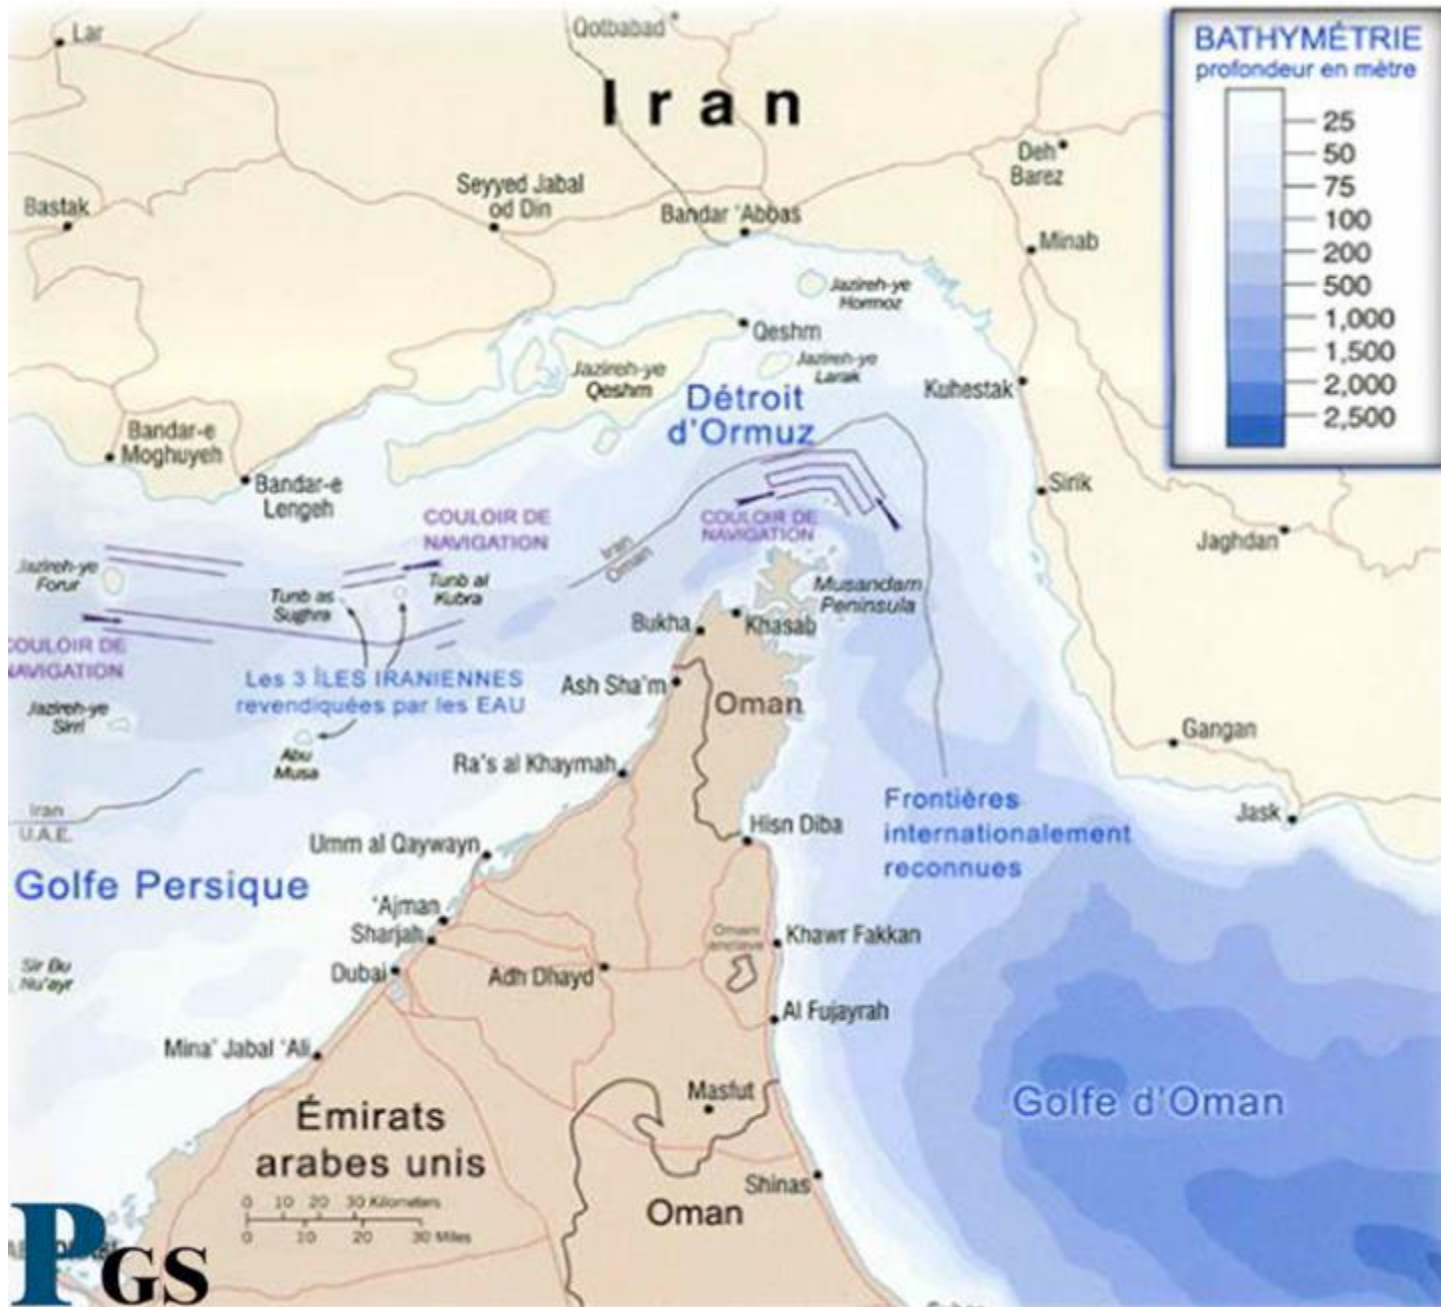 Lar
Qotbabad
Iran
BATHYMÉTRIE
profondeur en mètre
25
50
75
100
200
500
1,000
1,500
2,000
2,500
Deh
Barez
Seyyed Jabal
od Din
Bastak
Bandar 'Abbas
Minab
Jazireh-ye
Hormoz
Qeshm
Jazireh-ye
Larak
Jazireh-ye
Qeshm
Kuhestak
Détroit
d'Ormuz
Bandar-e
Moghuyeh
Bandar-e
Lengeh
Sirik
COULOIR DE
NAVIGATION
COULOIR DE
NAVIGATION
Jaghdan
Iran
Oman
Jazireh-ye
Forur
Tunb as
Sughra
Tunb al
Kubra
Musandam
Peninsula
Bukha
Khasab
COULOIR DE
NAVIGATION
Les 3 ÎLES IRANIENNES
revendiquées par les EAU
Ash Sha'm
Oman
Jazireh-ye
Sirri
Abu
Musa
Gangan
Ra's al Khaymah
Iran
U.A.E.
Frontières
internationalement
reconnues
Jask
Hisn Diba
Umm al Qaywayn
Golfe Persique
'Ajman
Sharjah
Omani
enclave
Khawr Fakkan
Sir Bu
Nu'ayr
Dubai
Adh Dhayd
Al Fujayrah
Mina' Jabal 'Ali
Masfut
Golfe d'Oman
Émirats
arabes unis
Shinas
0 10 20 30 Kilometers
0 10 20 30 Miles
Oman
PGS